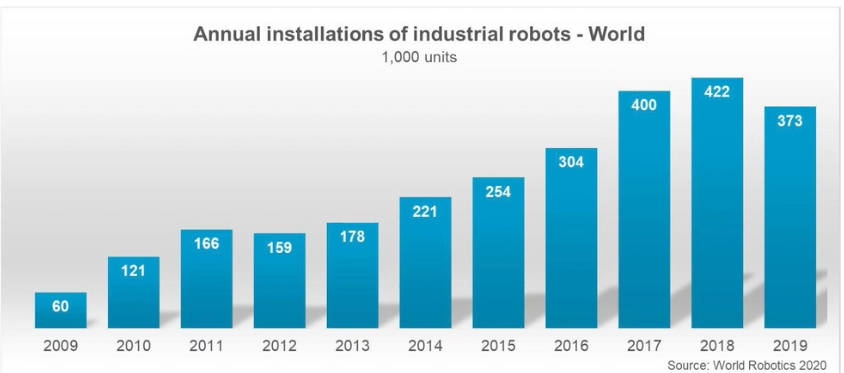 Annual installations of industrial robots - World
1,000 units
60
121
166
159
178
221
254
304
400
422
373
2009 2010 2011 2012 2013 2014 2015 2016 2017 2018 2019
Source: World Robotics 2020